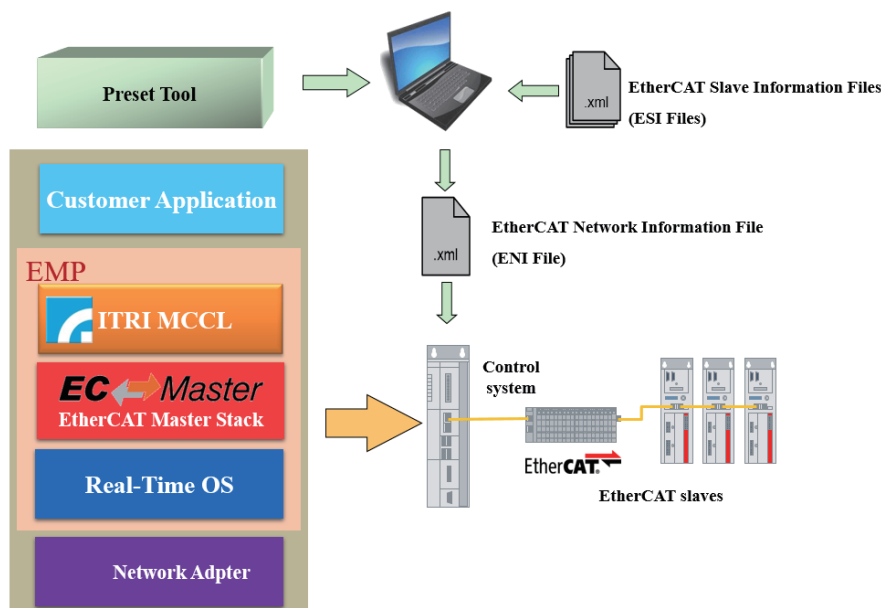 Preset Tool
.xml
EtherCAT Slave Information Files
(ESI Files)
Customer Application
EtherCAT Network Information File
(ENI File)
.xml
EMP
ITRI MCCL
EC Master
EtherCAT Master Stack
Control
system
Real-Time OS
EtherCAT®
EtherCAT slaves
Network Adpter